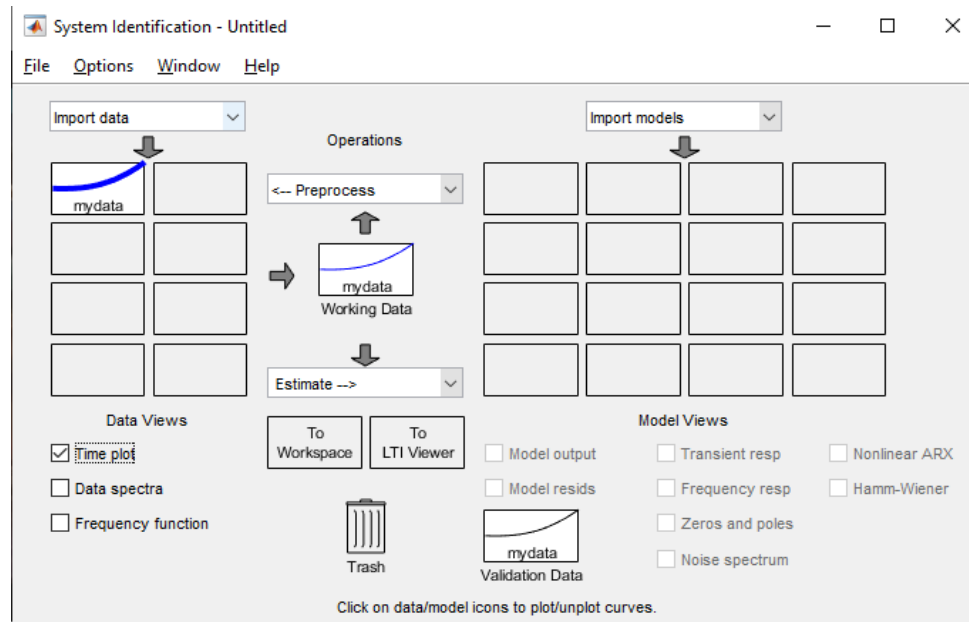 System Identification - Untitled
File Options Window Help
Import data
Import models
Operations
mydata
<-- Preprocess
mydata
Working Data
Estimate -->
Data Views
Model Views
To
Workspace
To
LTI Viewer
Time plot
Data spectra
Frequency function
Model output
Transient resp
Nonlinear ARX
Model resids
Frequency resp
Hamm-Wiener
Zeros and poles
Noise spectrum
Trash
mydata
Validation Data
Click on data/model icons to plot/unplot curves.